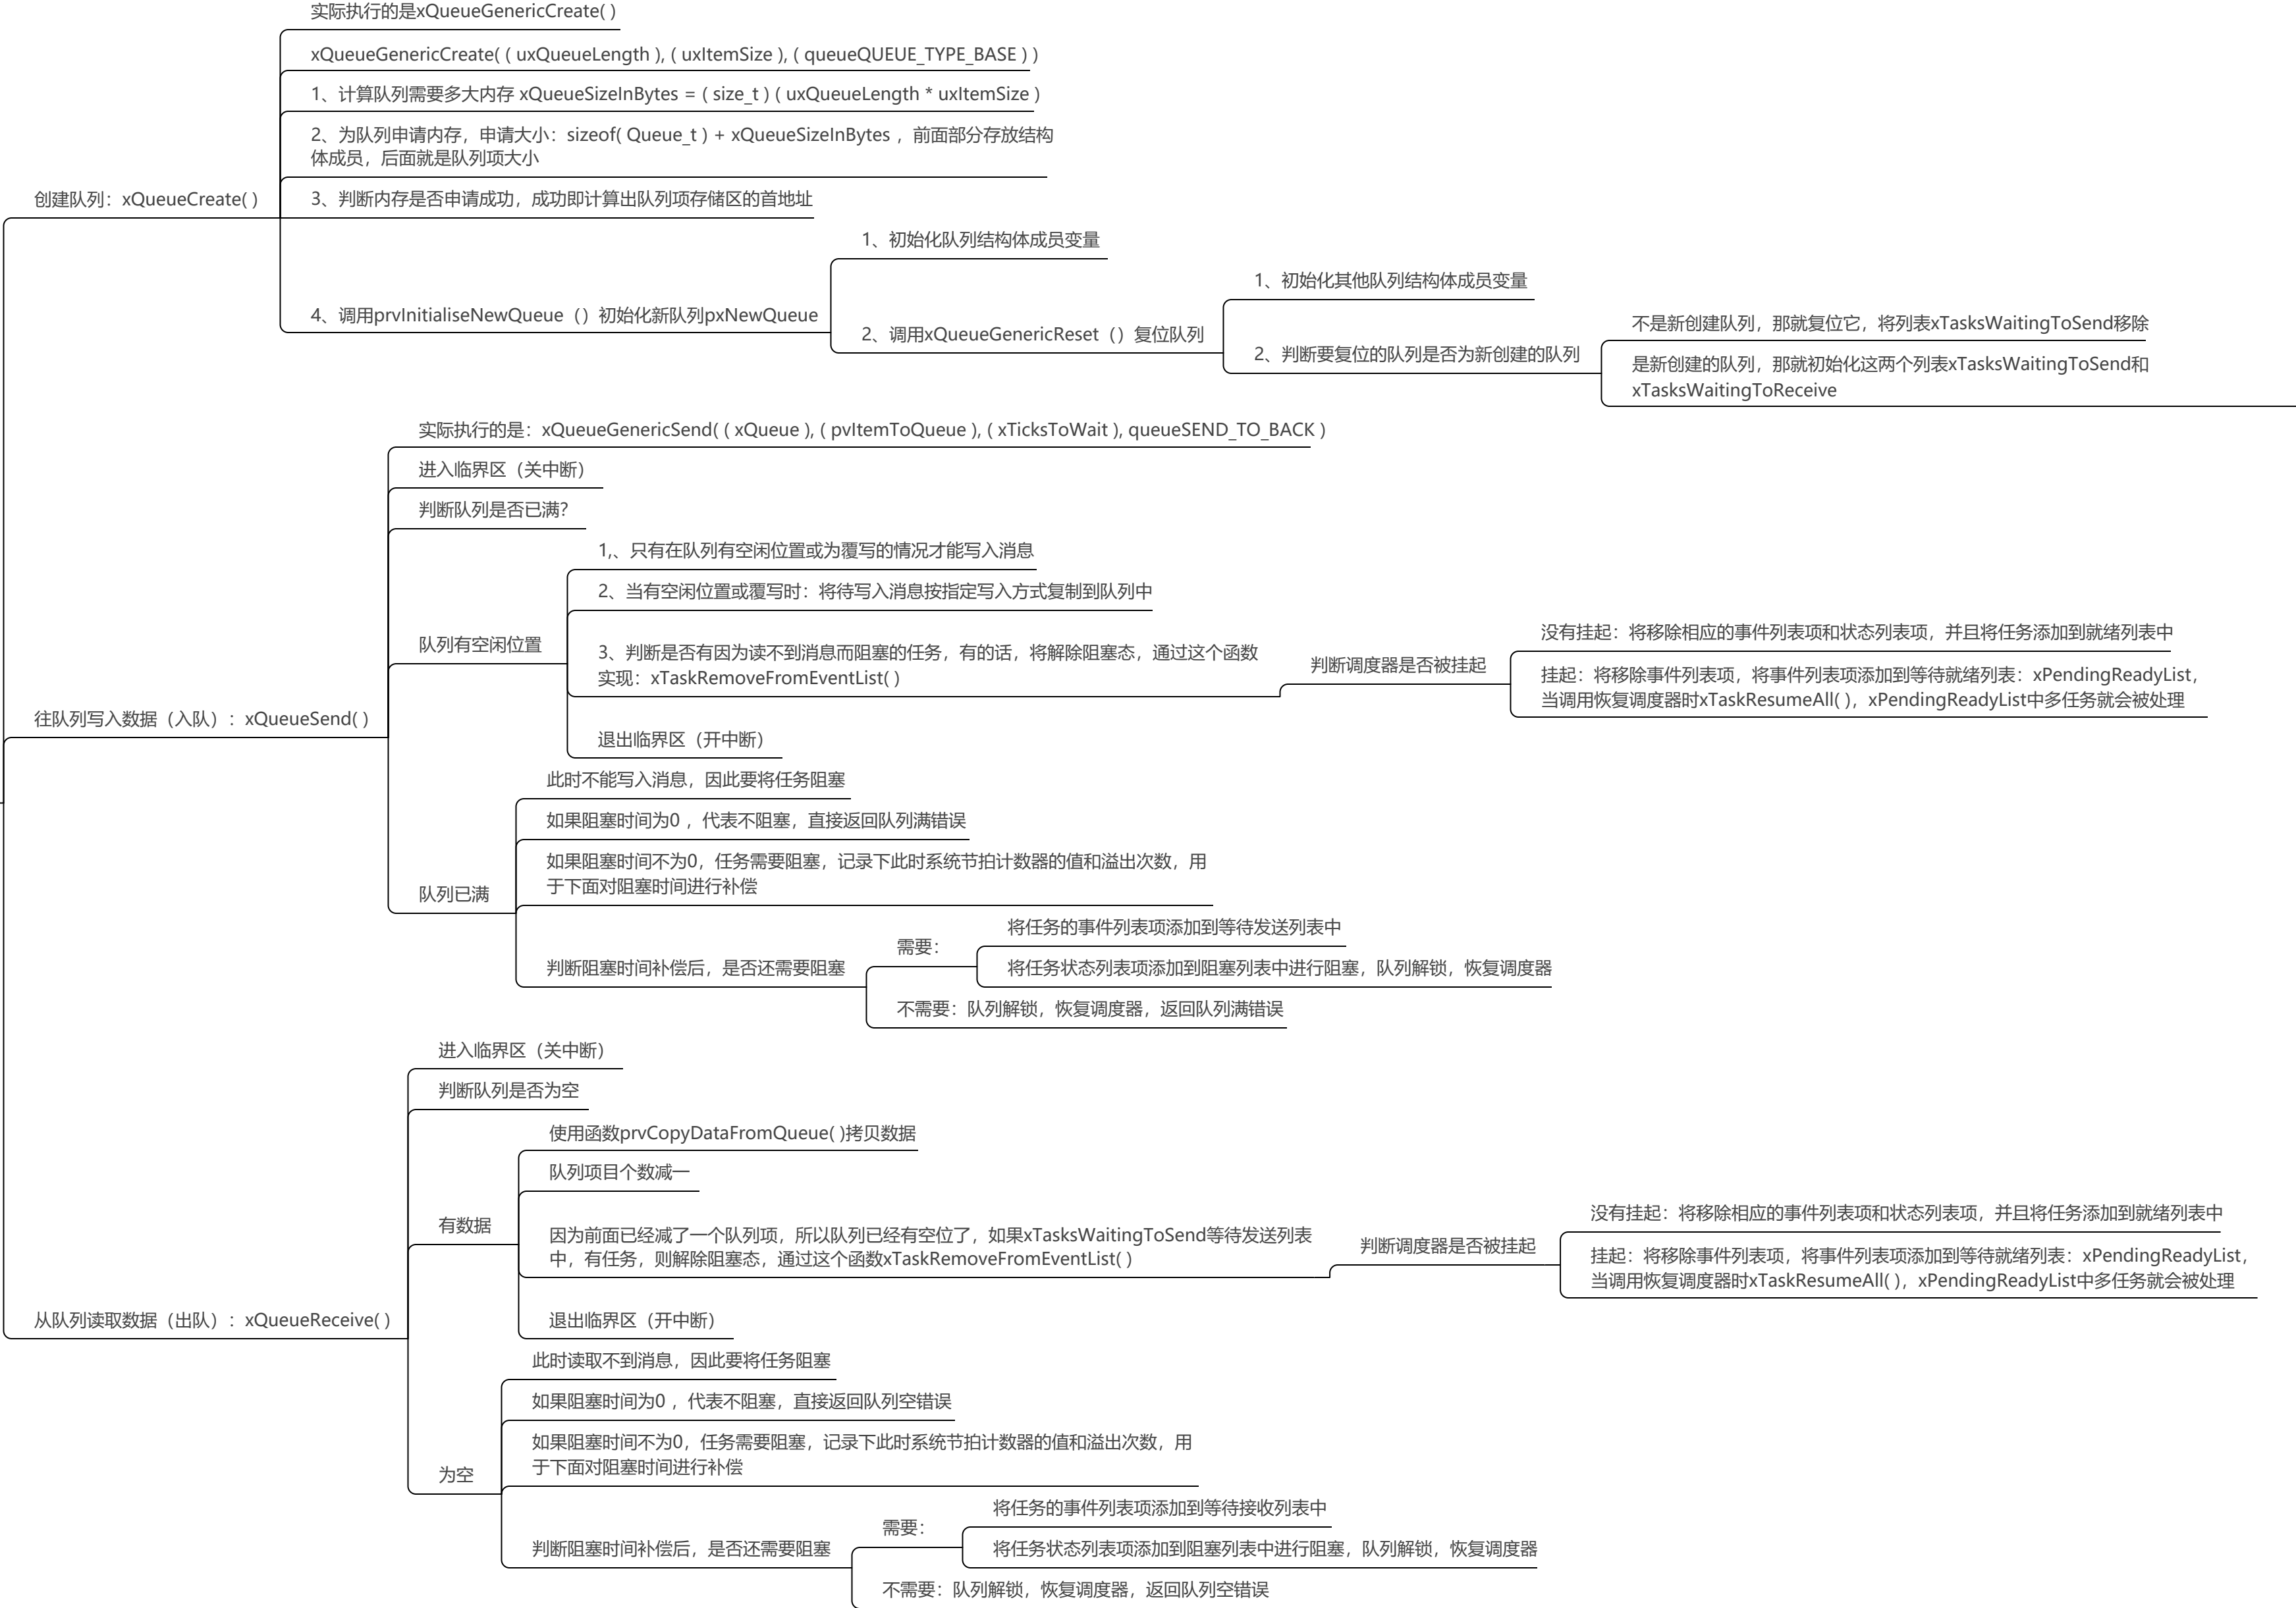 实际执行的是xQueueGenericCreate( )
xQueueGenericCreate( ( uxQueueLength ), ( uxItemSize ), ( queueQUEUE_TYPE_BASE ) )
1、计算队列需要多大内存 xQueueSizeInBytes = ( size_t ) ( uxQueueLength * uxItemSize )
2、为队列申请内存，申请大小：sizeof( Queue_t ) + xQueueSizeInBytes ，前面部分存放结构
体成员，后面就是队列项大小
创建队列：xQueueCreate( )
3、判断内存是否申请成功，成功即计算出队列项存储区的首地址
1、初始化队列结构体成员变量
1、初始化其他队列结构体成员变量
4、调用prvInitialiseNewQueue（）初始化新队列pxNewQueue
2、调用xQueueGenericReset（）复位队列
不是新创建队列，那就复位它，将列表xTasksWaitingToSend移除
2、判断要复位的队列是否为新创建的队列
是新创建的队列，那就初始化这两个列表xTasksWaitingToSend和
xTasksWaitingToReceive
实际执行的是：xQueueGenericSend( ( xQueue ), ( pvItemToQueue ), ( xTicksToWait ), queueSEND_TO_BACK )
进入临界区（关中断）
判断队列是否已满？
1,、只有在队列有空闲位置或为覆写的情况才能写入消息
2、当有空闲位置或覆写时：将待写入消息按指定写入方式复制到队列中
队列有空闲位置
3、判断是否有因为读不到消息而阻塞的任务，有的话，将解除阻塞态，通过这个函数
实现：xTaskRemoveFromEventList( )
判断调度器是否被挂起
没有挂起：将移除相应的事件列表项和状态列表项，并且将任务添加到就绪列表中
挂起：将移除事件列表项，将事件列表项添加到等待就绪列表：xPendingReadyList，
当调用恢复调度器时xTaskResumeAll( )，xPendingReadyList中多任务就会被处理
往队列写入数据（入队）：xQueueSend( )
退出临界区（开中断）
此时不能写入消息，因此要将任务阻塞
如果阻塞时间为0 ，代表不阻塞，直接返回队列满错误
如果阻塞时间不为0，任务需要阻塞，记录下此时系统节拍计数器的值和溢出次数，用
于下面对阻塞时间进行补偿
队列已满
将任务的事件列表项添加到等待发送列表中
需要：
判断阻塞时间补偿后，是否还需要阻塞
将任务状态列表项添加到阻塞列表中进行阻塞，队列解锁，恢复调度器
不需要：队列解锁，恢复调度器，返回队列满错误
进入临界区（关中断）
判断队列是否为空
使用函数prvCopyDataFromQueue( )拷贝数据
队列项目个数减一
有数据
因为前面已经减了一个队列项，所以队列已经有空位了，如果xTasksWaitingToSend等待发送列表
中，有任务，则解除阻塞态，通过这个函数xTaskRemoveFromEventList( )
判断调度器是否被挂起
没有挂起：将移除相应的事件列表项和状态列表项，并且将任务添加到就绪列表中
挂起：将移除事件列表项，将事件列表项添加到等待就绪列表：xPendingReadyList，
当调用恢复调度器时xTaskResumeAll( )，xPendingReadyList中多任务就会被处理
从队列读取数据（出队）：xQueueReceive( )
退出临界区（开中断）
此时读取不到消息，因此要将任务阻塞
如果阻塞时间为0 ，代表不阻塞，直接返回队列空错误
如果阻塞时间不为0，任务需要阻塞，记录下此时系统节拍计数器的值和溢出次数，用
于下面对阻塞时间进行补偿
为空
将任务的事件列表项添加到等待接收列表中
需要：
判断阻塞时间补偿后，是否还需要阻塞
将任务状态列表项添加到阻塞列表中进行阻塞，队列解锁，恢复调度器
不需要：队列解锁，恢复调度器，返回队列空错误